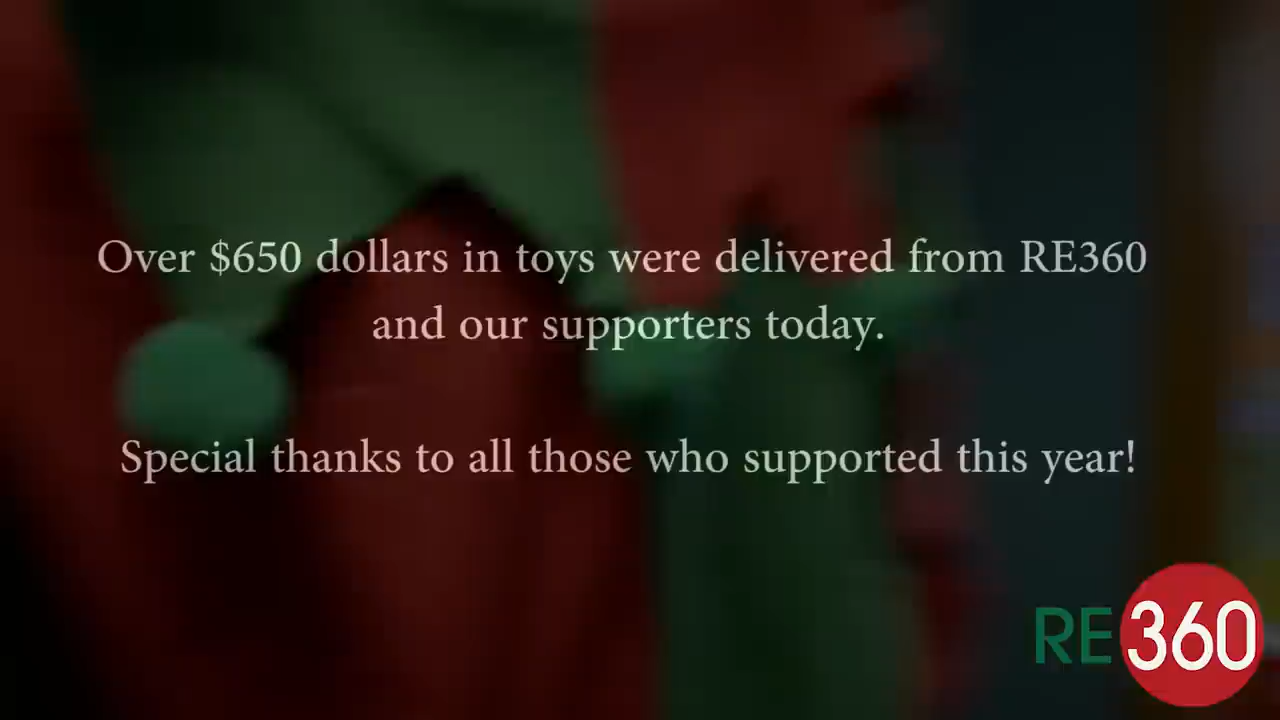 Over $650 dollars in toys were delivered from RE360
and our supporters today.
Special thanks to all those who supported this year!
RE360